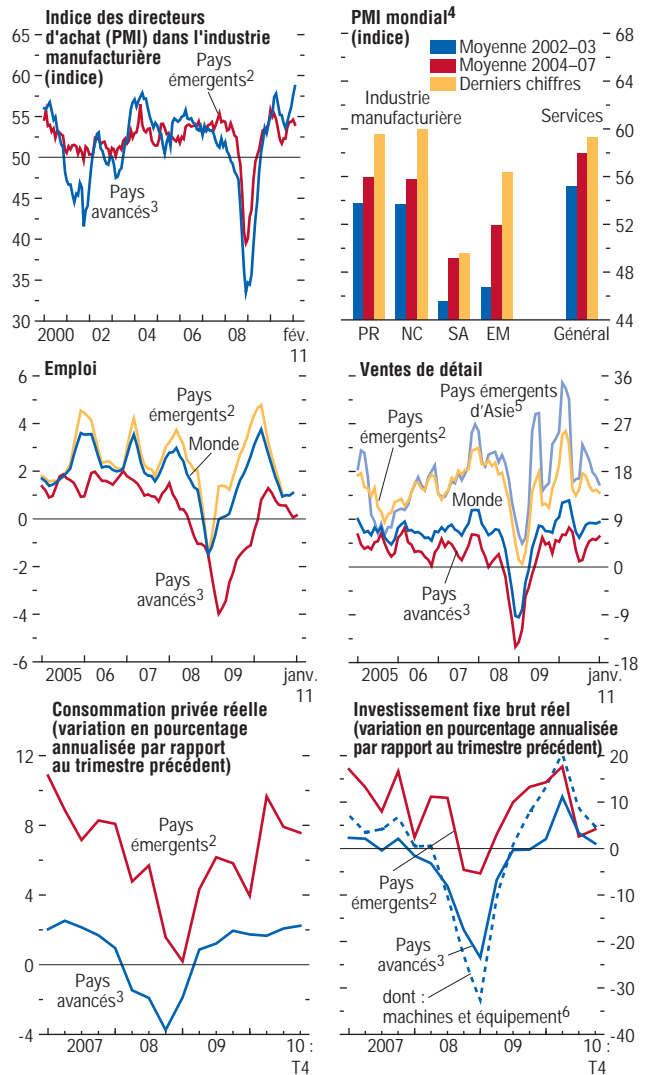 Indice des directeurs
d'achat (PMI) dans l'industrie
manufacturière
(indice)
Pays
émergents2
Pays
avancés3
65
60
55
50
45
40
35
30
2000 02 04 06 08 fév.
11
PMI mondial4
(indice)
Moyenne 2002–03
Moyenne 2004–07
Derniers chiffres
Industrie
manufacturière
Services
68
64
60
56
52
48
44
PR NC SA EM Général
Emploi
Pays
émergents2
Monde
Pays
avancés3
6
4
2
0
-2
-4
-6
2005 06 07 08 09 janv.
11
Ventes de détail
Pays émergents
d'Asie5
Pays
émergents2
Monde
Pays
avancés3
36
27
18
9
0
-9
-18
2005 06 07 08 09 janv.
11
Consommation privée réelle
(variation en pourcentage
annualisée par rapport
au trimestre précédent)
Pays
émergents2
Pays
avancés3
12
8
4
0
-4
2007 08 09 10 :
T4
Investissement fixe brut réel
(variation en pourcentage annualisée
par rapport au trimestre précédent)
Pays
émergents2
Pays
avancés3
dont :
machines et équipement6
20
10
0
-10
-20
-30
-40
2007 08 09 10 :
T4